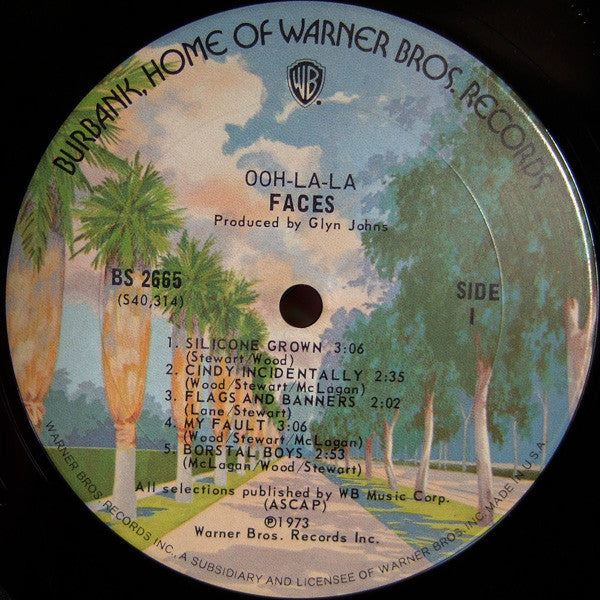 BURBANK, HOME OF WARNER BROS. RECORDS
WB
OOH-LA-LA
FACES
Produced by Glyn Johns
BS 2665
(S40,314)
SIDE
1
1. SILICONE GROWN 3:06
(Stewart/Wood)
2. CINDY INCIDENTALLY 2:35
(Wood/Stewart/McLagan)
3. FLAGS AND BANNERS 2:02
(Lane/Stewart)
4. MY FAULT 3:06
(Wood/Stewart/McLagan)
5. BORSTAL BOYS 2:53
(McLagan/Wood/Stewart)
All selections published by WB Music Corp.
(ASCAP)
℗1973
Warner Bros. Records Inc.
WARNER BROS. RECORDS INC., A SUBSIDIARY AND LICENSEE OF WARNER BROS. INC. MADE IN U.S.A.